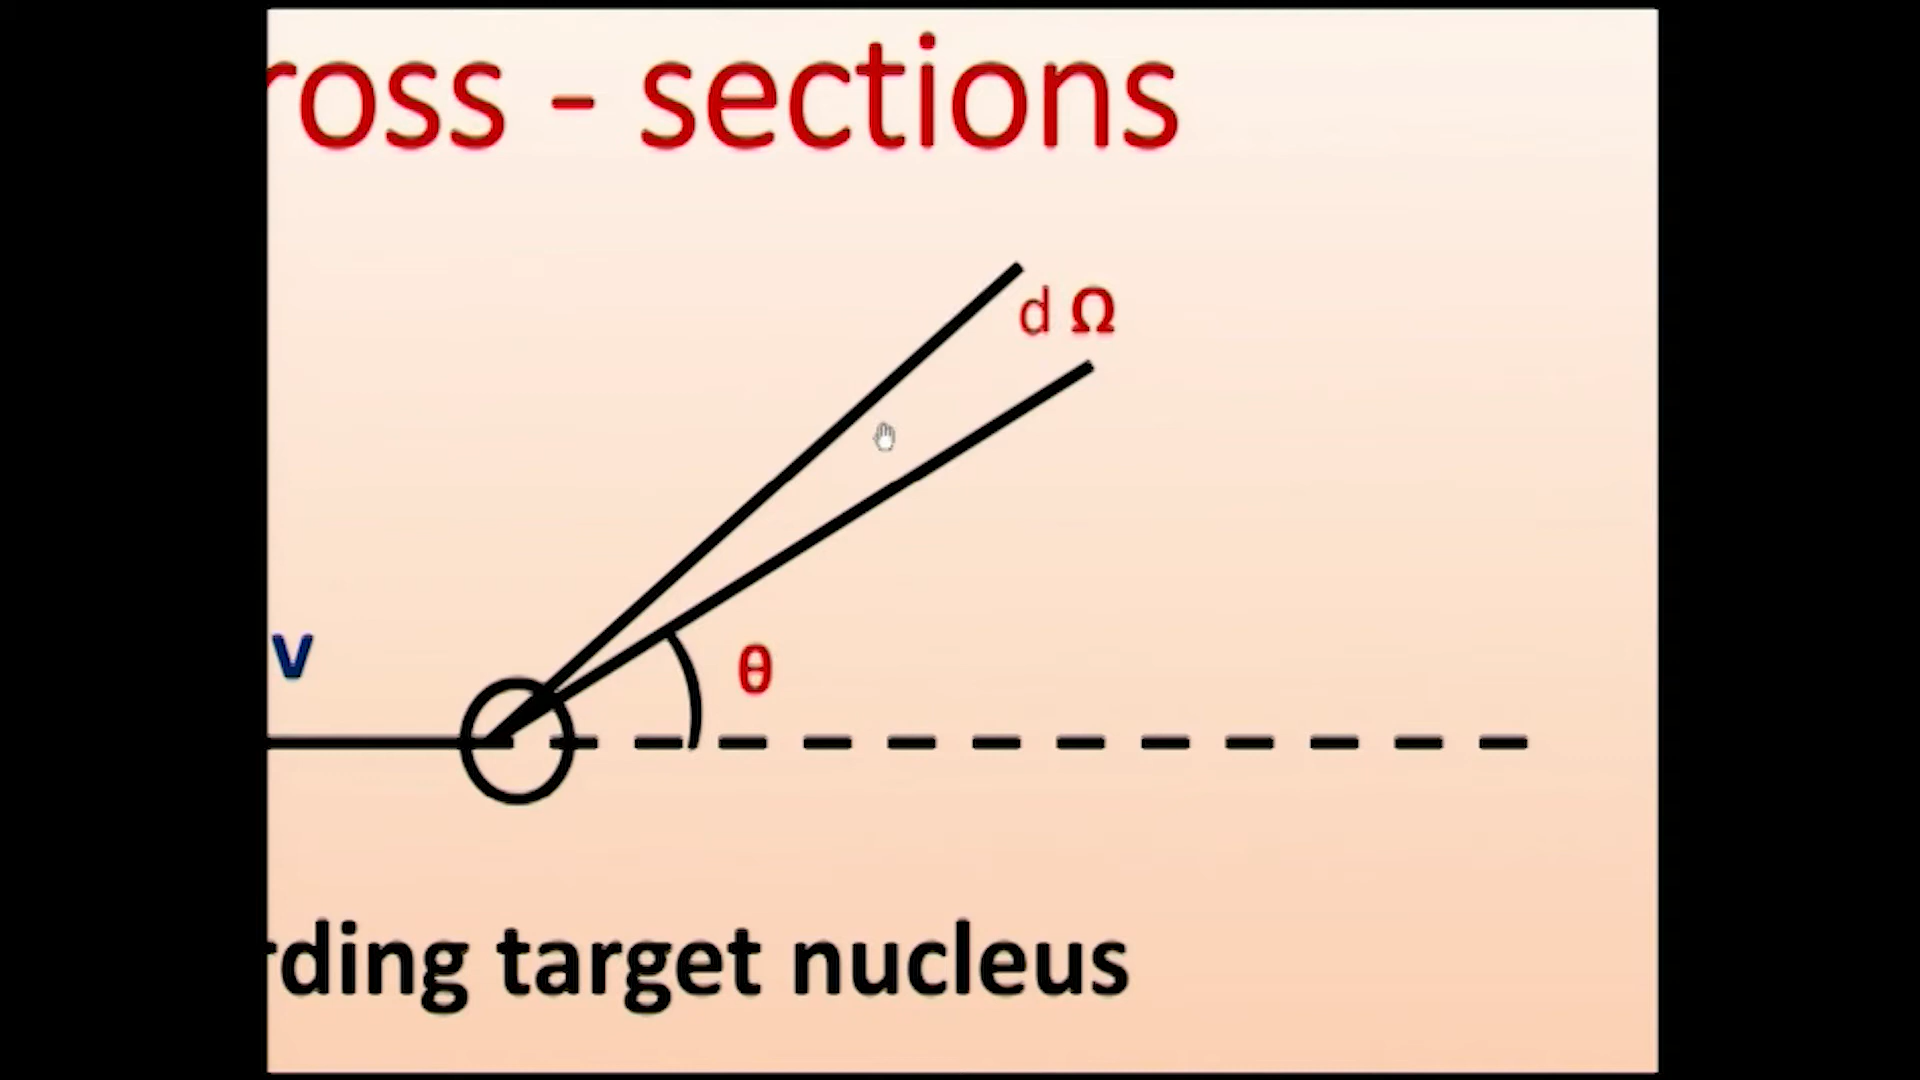 ross - sections
d Ω
v
θ
rding target nucleus